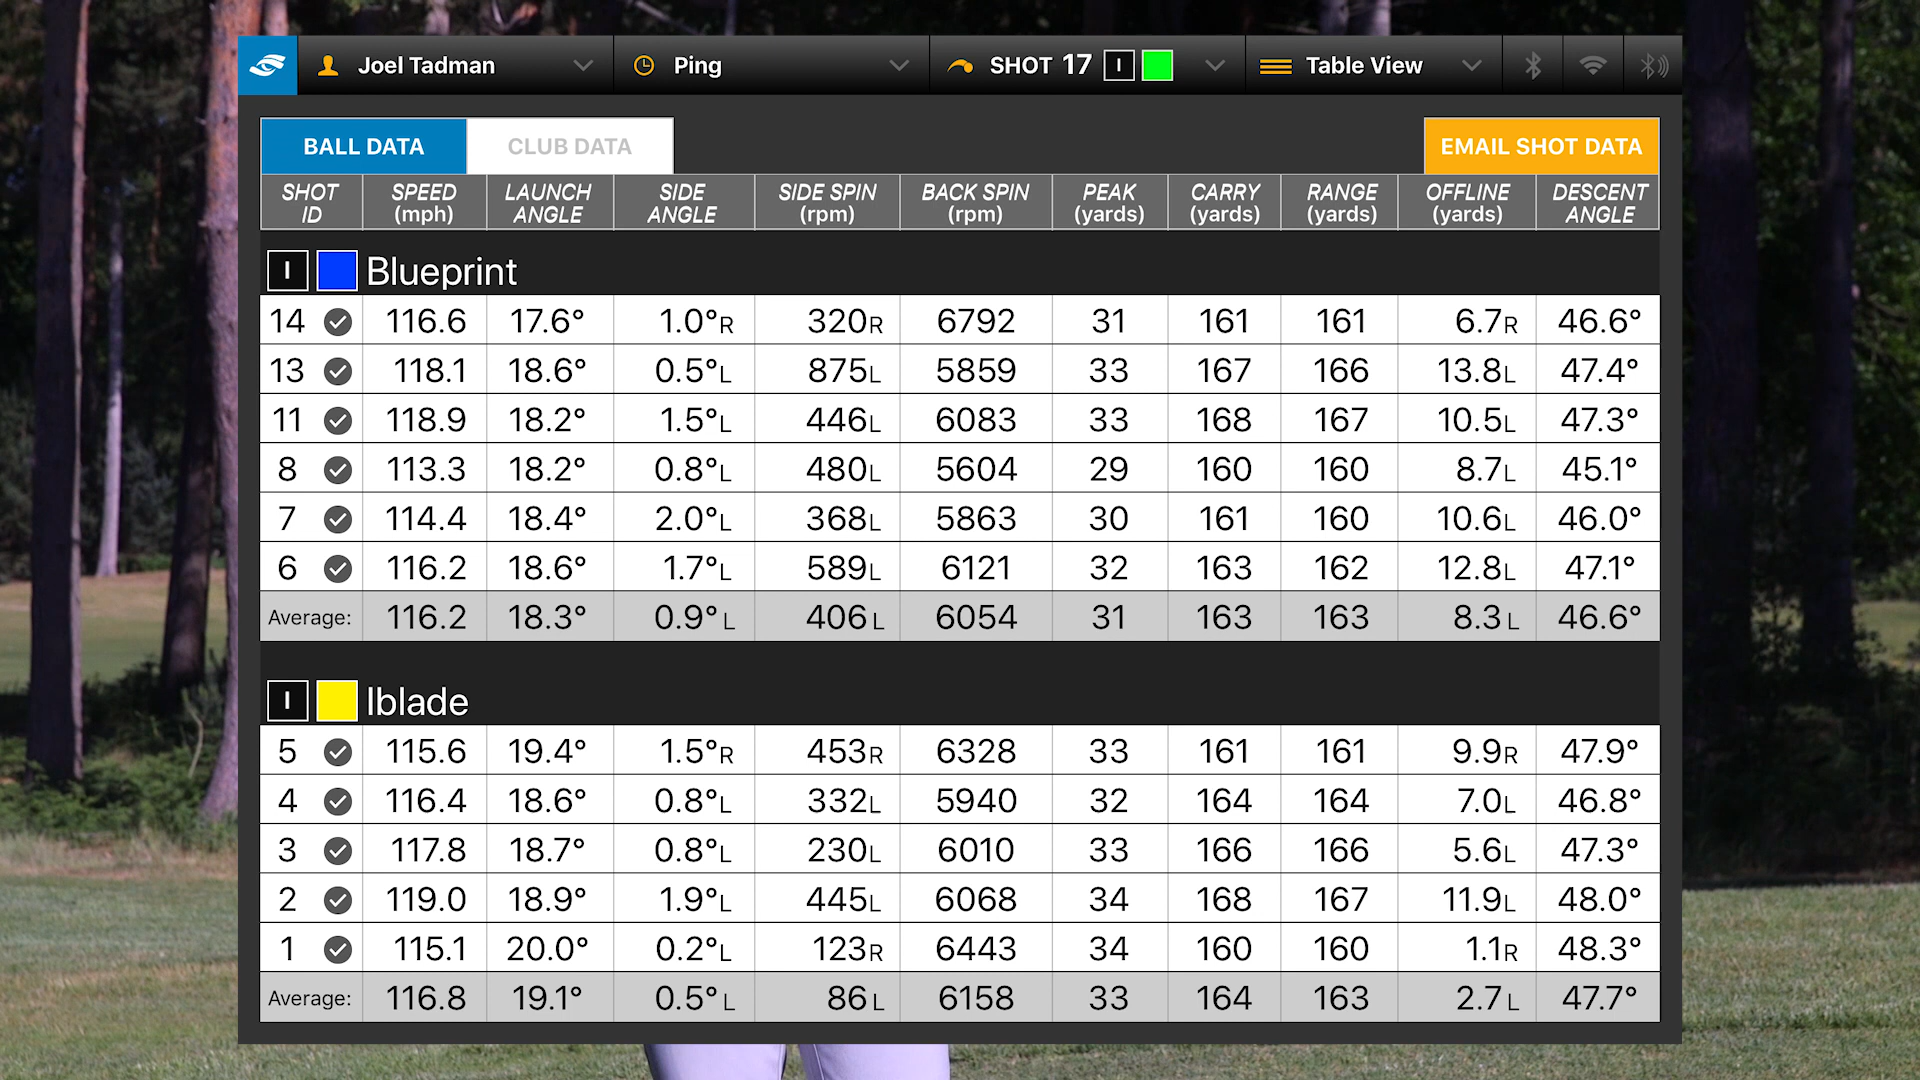 Joel Tadman Ping SHOT 17 I Table View
BALL DATA CLUB DATA EMAIL SHOT DATA
SHOT ID SPEED (mph) LAUNCH ANGLE SIDE ANGLE SIDE SPIN (rpm) BACK SPIN (rpm) PEAK (yards) CARRY (yards) RANGE (yards) OFFLINE (yards) DESCENT ANGLE
I Blueprint
14 116.6 17.6° 1.0°R 320R 6792 31 161 161 6.7R 46.6°
13 118.1 18.6° 0.5°L 875L 5859 33 167 166 13.8L 47.4°
11 118.9 18.2° 1.5°L 446L 6083 33 168 167 10.5L 47.3°
8 113.3 18.2° 0.8°L 480L 5604 29 160 160 8.7L 45.1°
7 114.4 18.4° 2.0°L 368L 5863 30 161 160 10.6L 46.0°
6 116.2 18.6° 1.7°L 589L 6121 32 163 162 12.8L 47.1°
Average: 116.2 18.3° 0.9° L 406 L 6054 31 163 163 8.3 L 46.6°
I Iblade
5 115.6 19.4° 1.5°R 453R 6328 33 161 161 9.9R 47.9°
4 116.4 18.6° 0.8°L 332L 5940 32 164 164 7.0L 46.8°
3 117.8 18.7° 0.8°L 230L 6010 33 166 166 5.6L 47.3°
2 119.0 18.9° 1.9°L 445L 6068 34 168 167 11.9L 48.0°
1 115.1 20.0° 0.2°L 123R 6443 34 160 160 1.1R 48.3°
Average: 116.8 19.1° 0.5° L 86 L 6158 33 164 163 2.7 L 47.7°